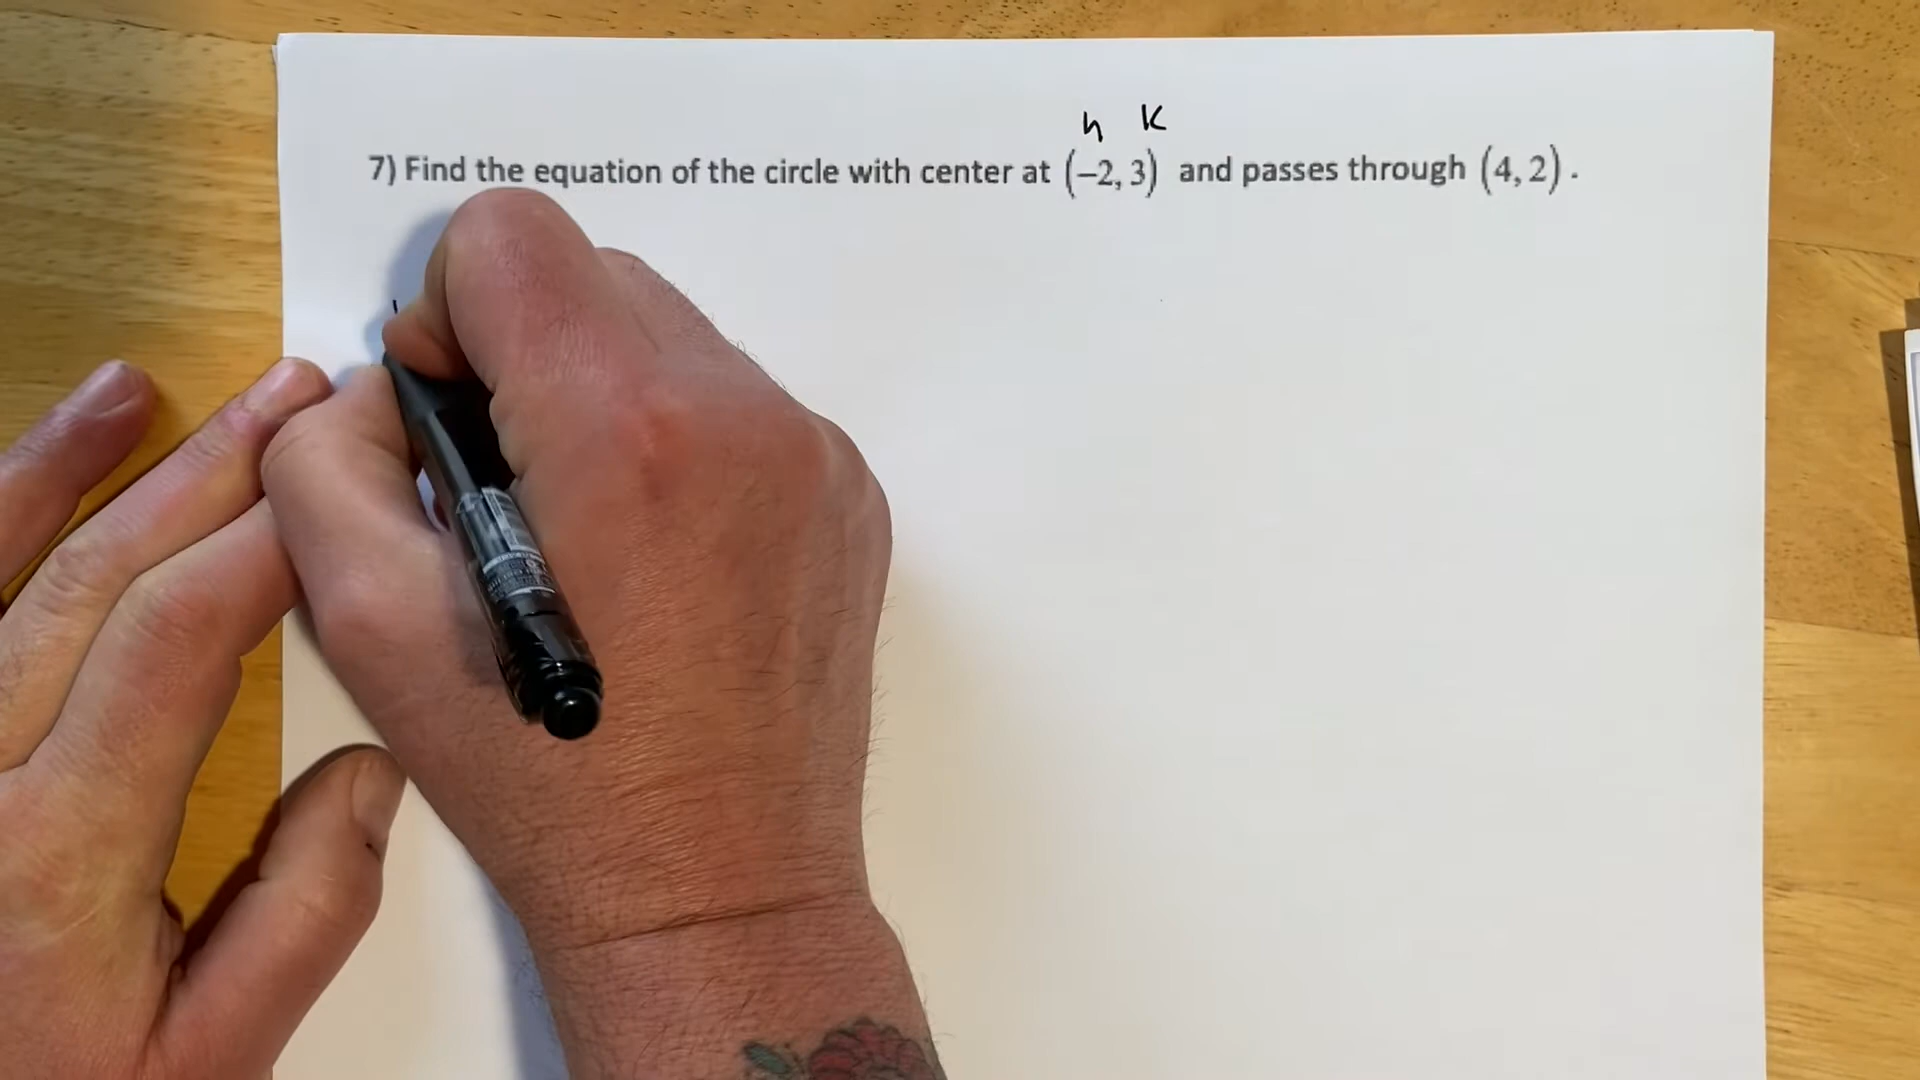 h K
7) Find the equation of the circle with center at (−2, 3) and passes through (4, 2).